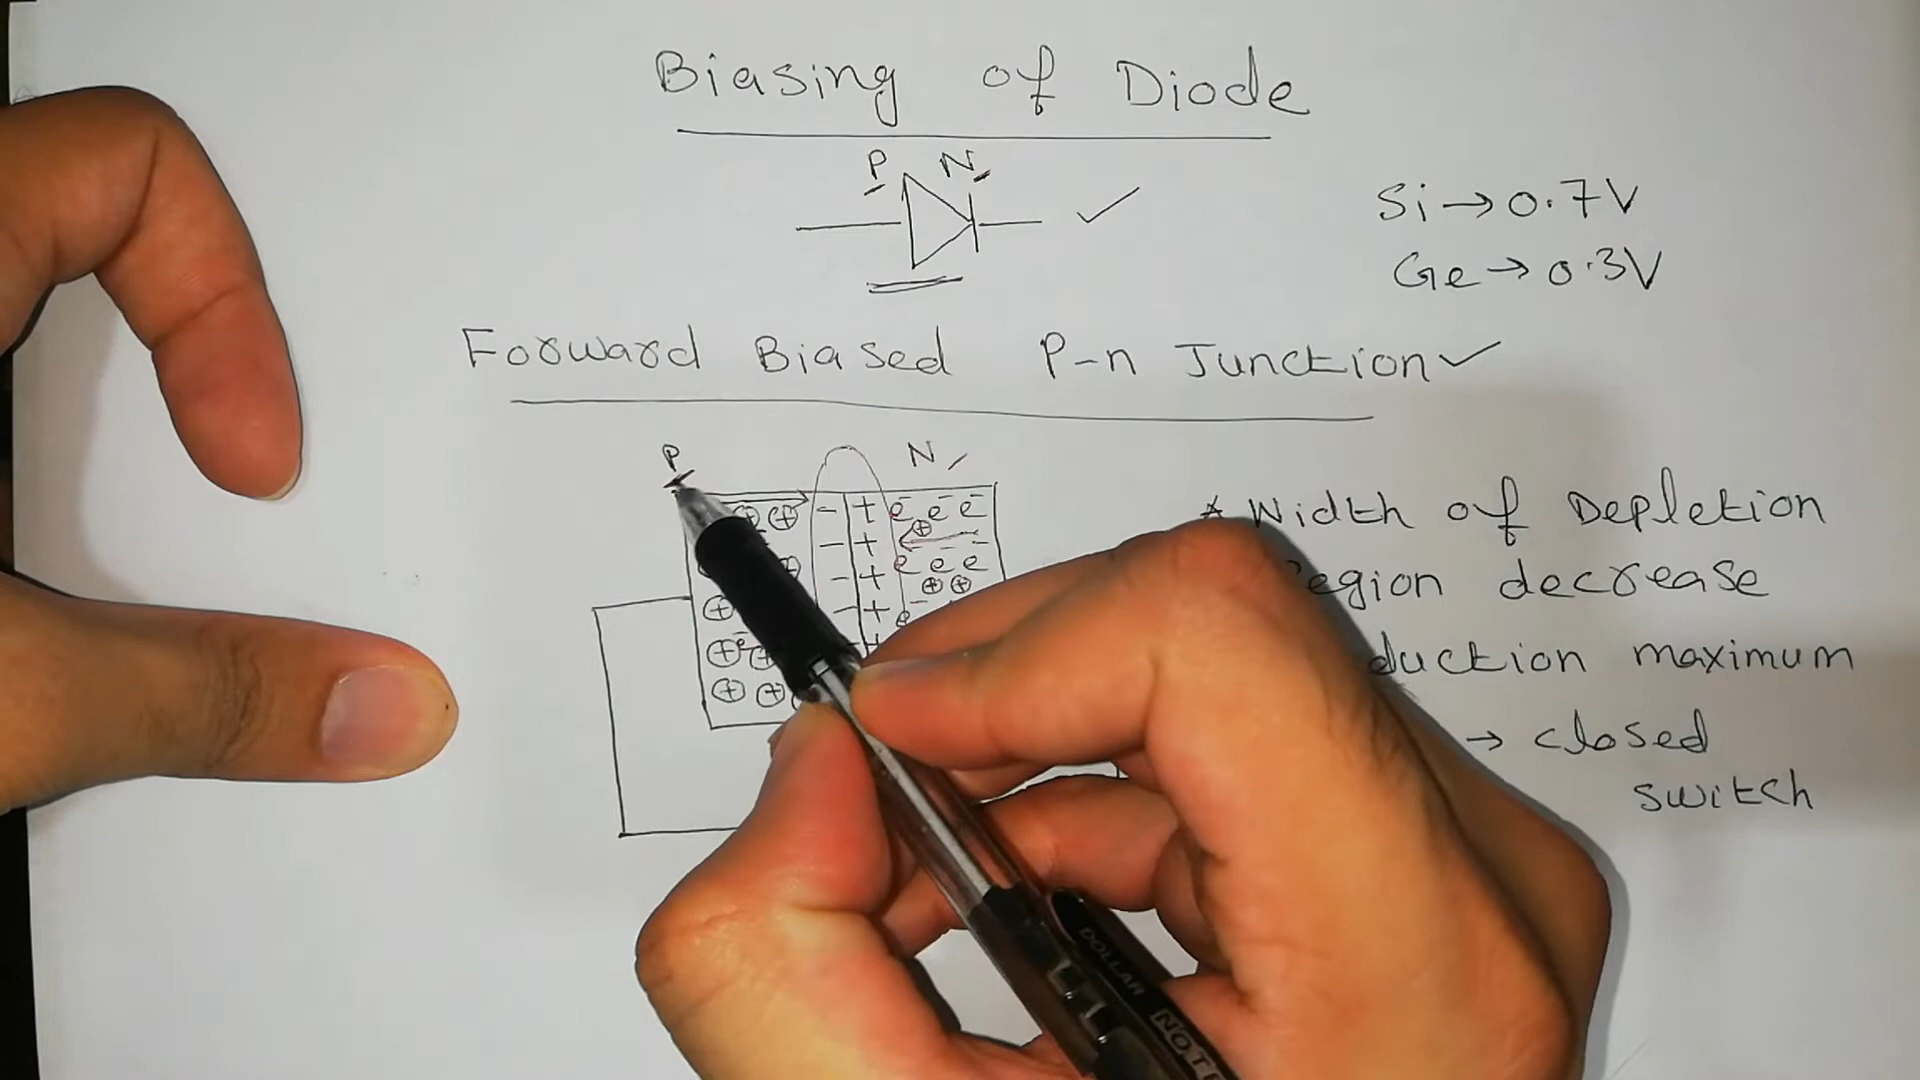 Biasing of Diode
P N
Si → 0.7V
Ge → 0.3V
Forward Biased P-n Junction ✓
P N
⊕ ⊕ - + e⁻ e⁻ e⁻
- + ⊕
- + e e e
⊕ ⊕
⊕ - + e
⊕ e⁻ ⊕ +
⊕ ⊕
* Width of Depletion
egion decrease
duction maximum
→ closed
switch
DOLLAR